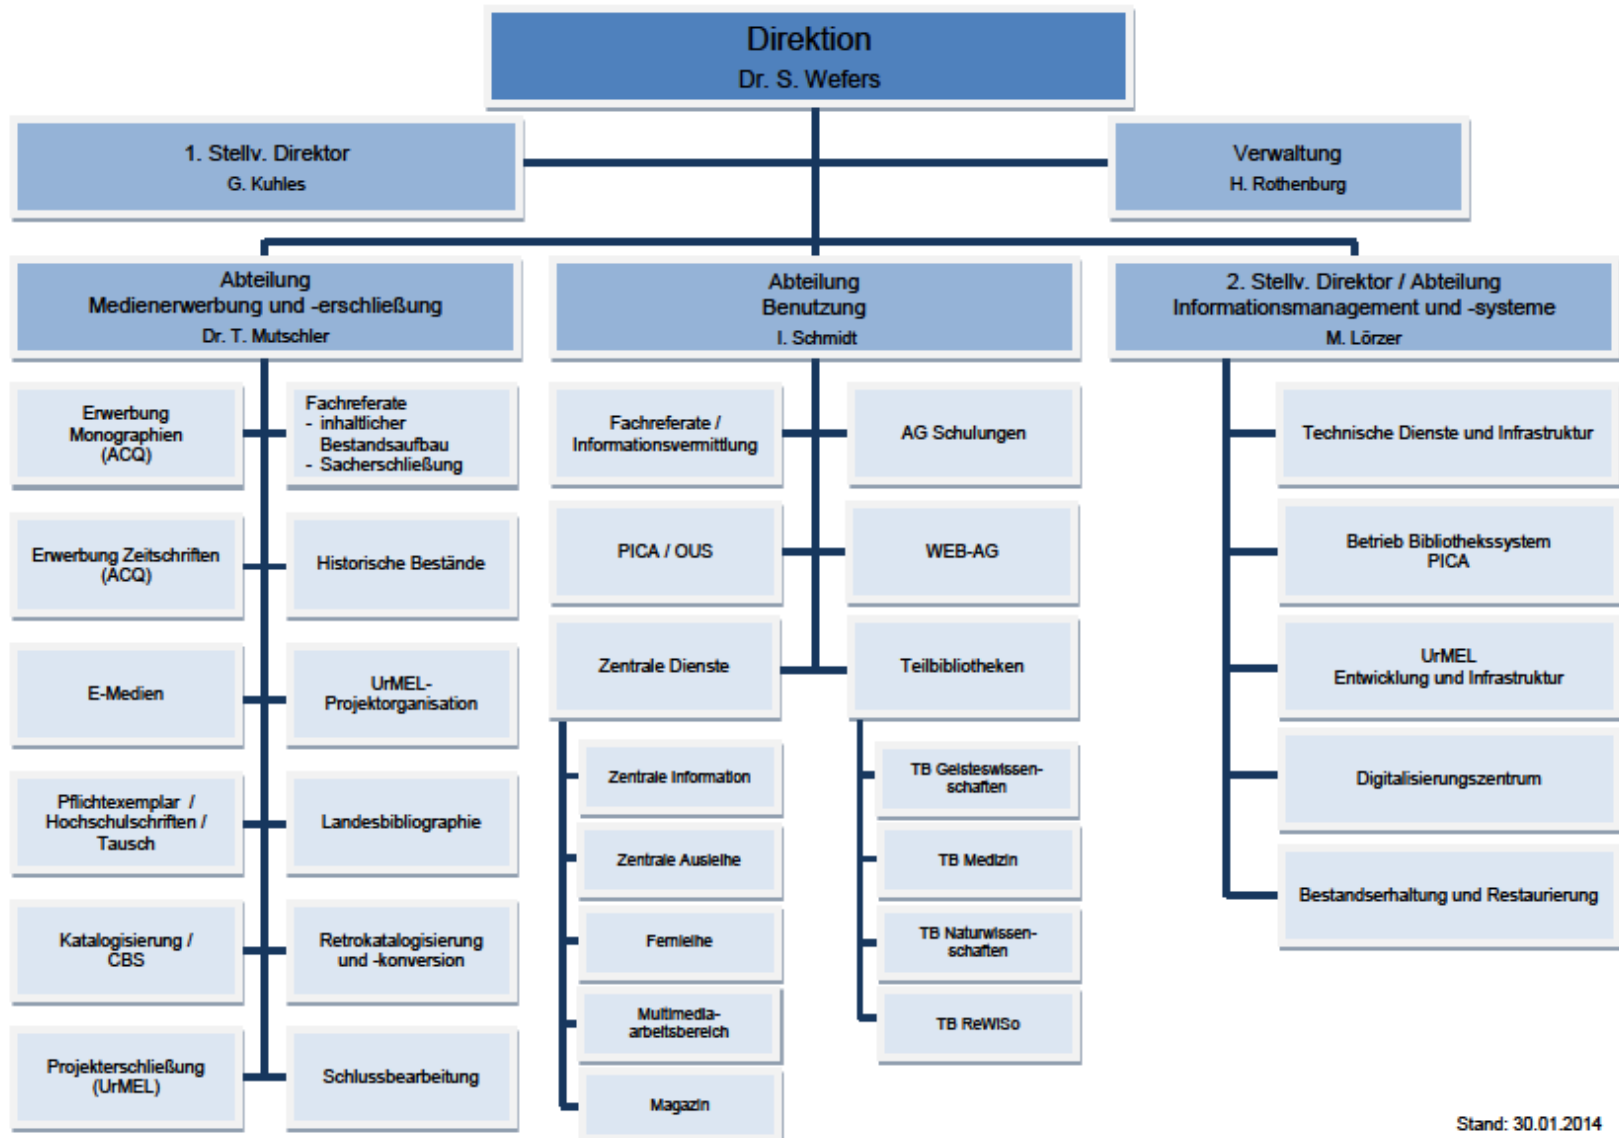 Direktion
Dr. S. Wefers
1. Stellv. Direktor
G. Kuhles
Verwaltung
H. Rothenburg
Abteilung
Medienerwerbung und -erschließung
Dr. T. Mutschler
Abteilung
Benutzung
I. Schmidt
2. Stellv. Direktor / Abteilung
Informationsmanagement und -systeme
M. Lörzer
Erwerbung
Monographien
(ACQ)
Fachreferate
- inhaltlicher
Bestandsaufbau
- Sacherschließung
Erwerbung Zeitschriften
(ACQ)
Historische Bestände
E-Medien
UrMEL-
Projektorganisation
Pflichtexemplar /
Hochschulschriften /
Tausch
Landesbibliographie
Katalogisierung /
CBS
Retrokatalogisierung
und -konversion
Projekterschließung
(UrMEL)
Schlussbearbeitung
Fachreferate /
Informationsvermittlung
AG Schulungen
PICA / OUS
WEB-AG
Zentrale Dienste
Teilbibliotheken
Zentrale Information
Zentrale Ausleihe
Fernleihe
Multimedia-
arbeitsbereich
Magazin
TB Geisteswissen-
schaften
TB Medizin
TB Naturwissen-
schaften
TB ReWiSo
Technische Dienste und Infrastruktur
Betrieb Bibliothekssystem
PICA
UrMEL
Entwicklung und Infrastruktur
Digitalisierungszentrum
Bestandserhaltung und Restaurierung
Stand: 30.01.2014